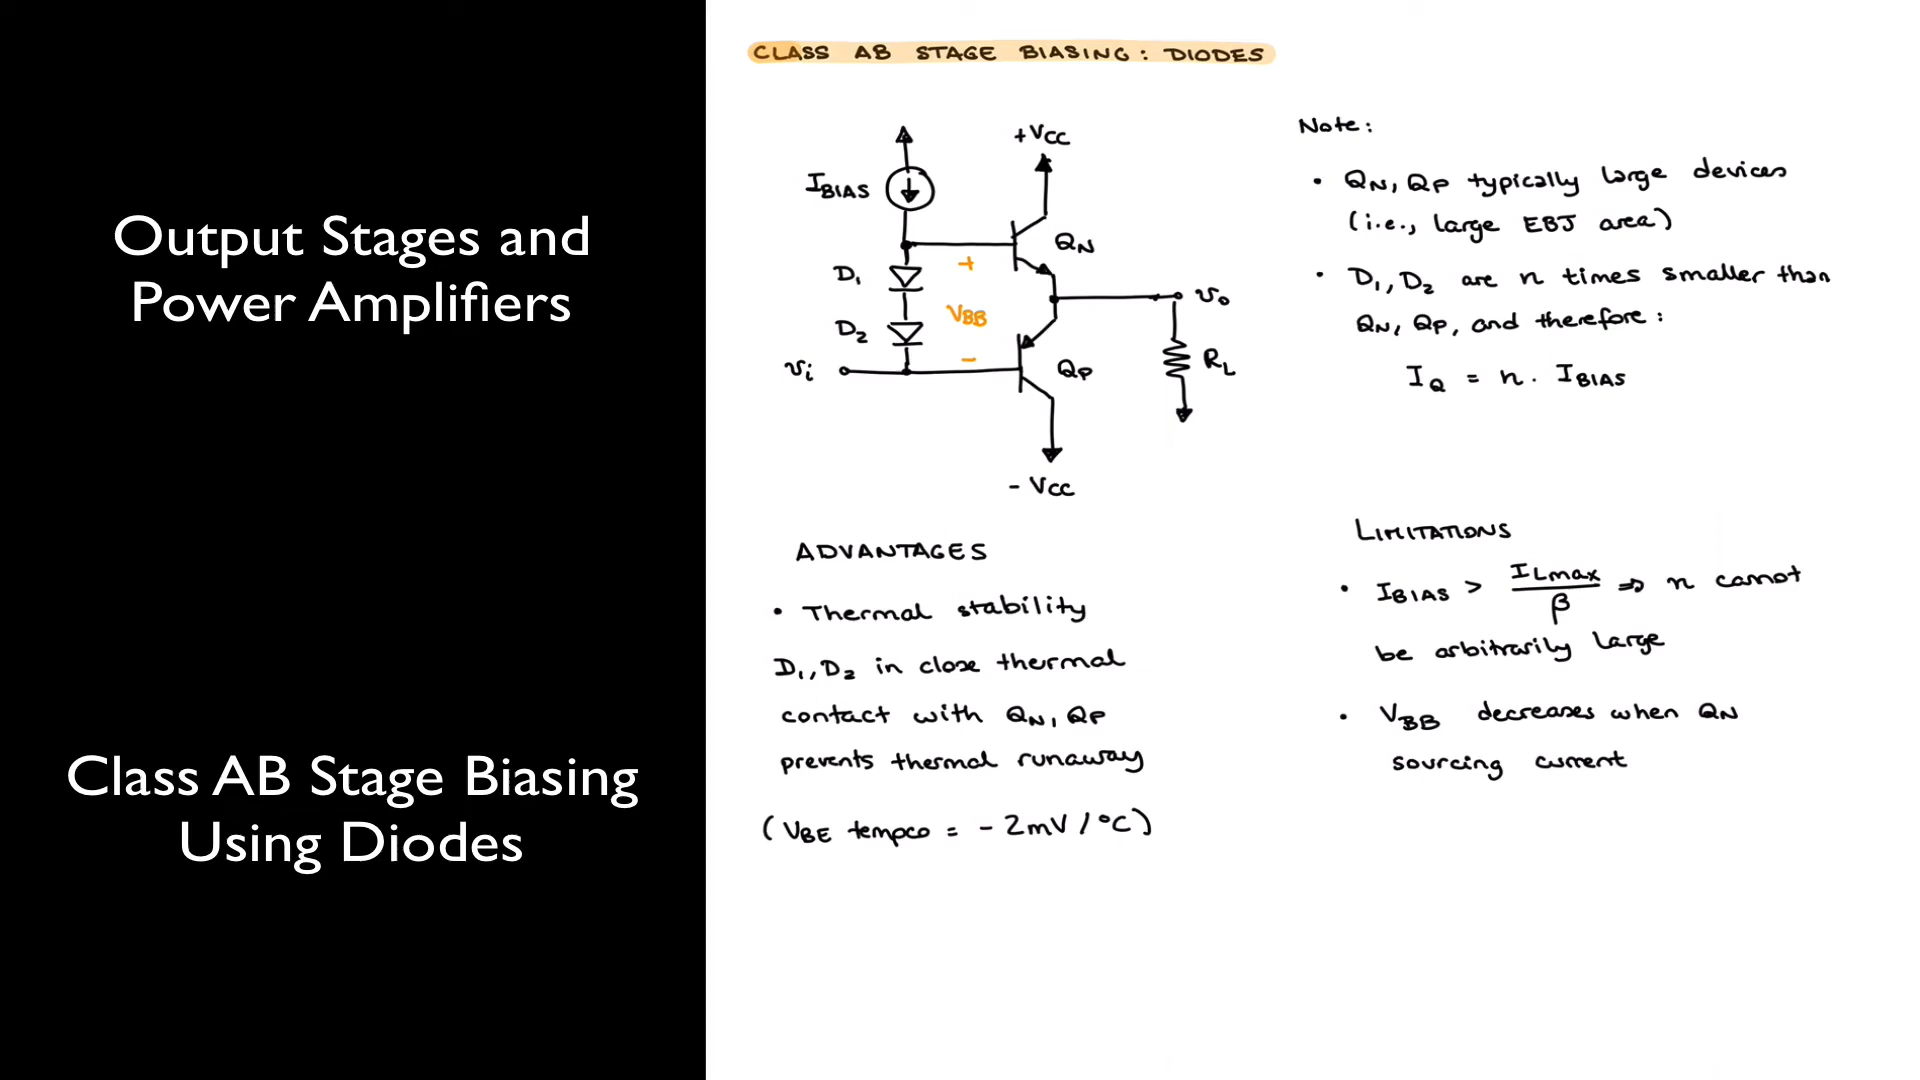 Output Stages and
Power Amplifiers
Class AB Stage Biasing
Using Diodes
CLASS AB STAGE BIASING: DIODES
+VCC
IBIAS
QN
D1
+
VBB
vo
D2
-
vi
QP
RL
- VCC
Note:
• QN, QP typically large devices
(i.e., large EBJ area)
• D1, D2 are n times smaller than
QN, QP, and therefore:
IQ = n · IBIAS
ADVANTAGES
• Thermal stability
D1, D2 in close thermal
contact with QN, QP
prevents thermal runaway
(VBE tempco = - 2mV / °C)
LIMITATIONS
• IBIAS > ILmax / β ⇒ n cannot
be arbitrarily large
• VBB decreases when QN
sourcing current